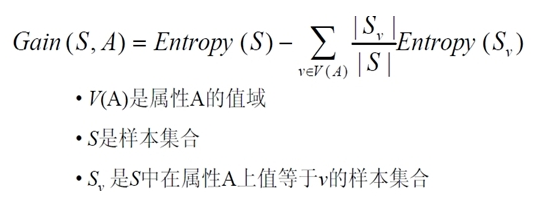 Gain(S, A) = Entropy(S) − ∑_{v∈V(A)} |S_v| / |S| Entropy(S_v)
• V(A)是属性A的值域
• S是样本集合
• S_v 是S中在属性A上值等于v的样本集合